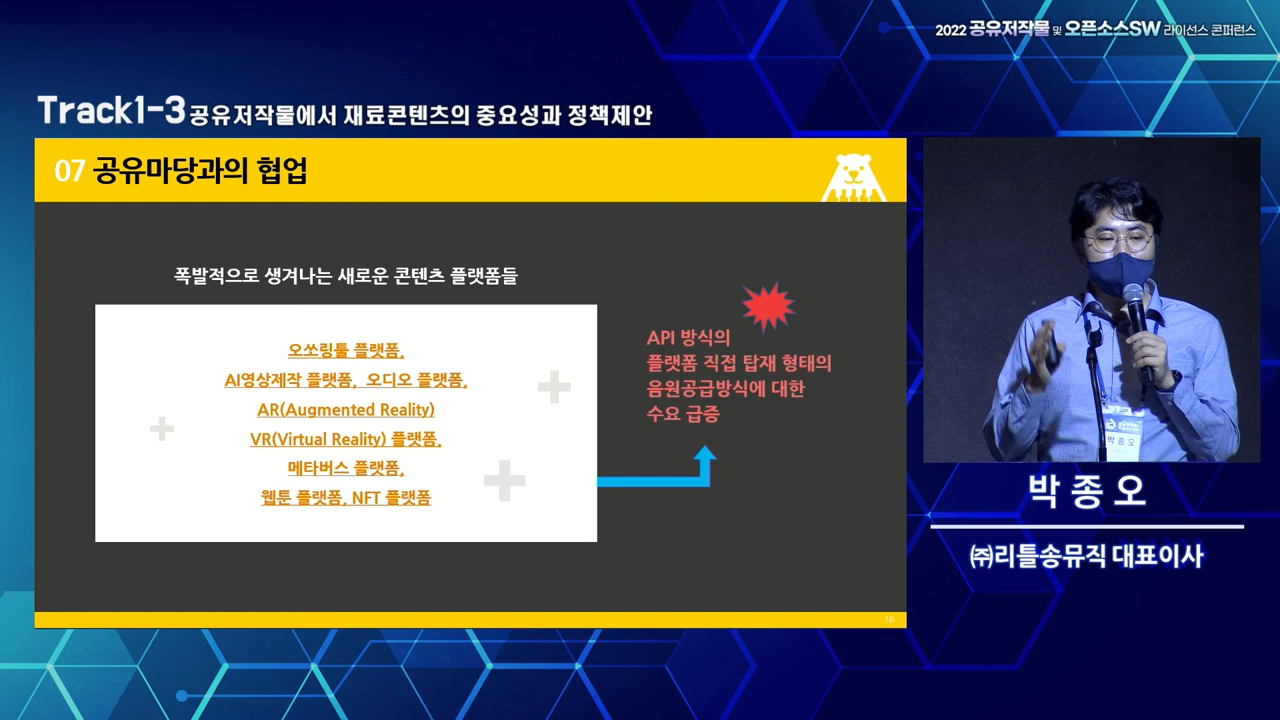 2022 공유저작물 및 오픈소스SW 라이선스 콘퍼런스
Track1-3 공유저작물에서 재료콘텐츠의 중요성과 정책제안
07 공유마당과의 협업
폭발적으로 생겨나는 새로운 콘텐츠 플랫폼들
오쏘링툴 플랫폼,
AI영상제작 플랫폼, 오디오 플랫폼,
AR(Augmented Reality)
VR(Virtual Reality) 플랫폼,
메타버스 플랫폼,
웹툰 플랫폼, NFT 플랫폼
API 방식의
플랫폼 직접 탑재 형태의
음원공급방식에 대한
수요 급증
16
박종오
박 종 오
㈜리틀송뮤직 대표이사